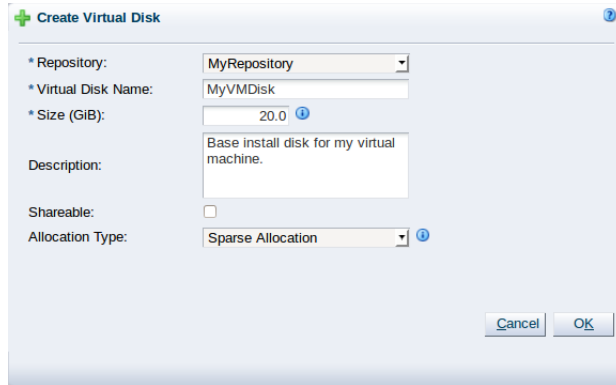 Create Virtual Disk
* Repository: MyRepository
* Virtual Disk Name: MyVMDisk
* Size (GiB): 20.0
Description: Base install disk for my virtual
machine.
Shareable:
Allocation Type: Sparse Allocation
Cancel OK